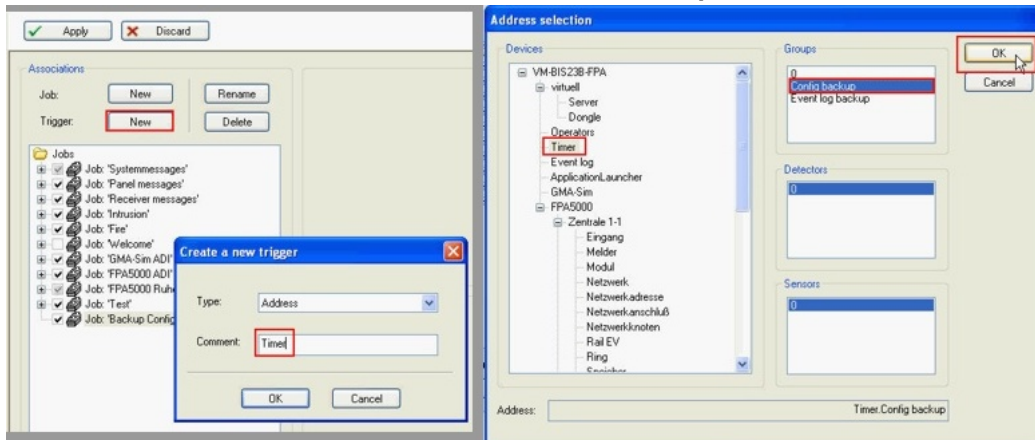 Apply
Discard
Associations
Job:
New
Rename
Trigger:
New
Delete
Jobs
Job: 'Systemmessages'
Job: 'Panel messages'
Job: 'Receiver messages'
Job: 'Intrusion'
Job: 'Fire'
Job: 'Welcome'
Job: 'GMA-Sim ADI'
Job: 'FPA5000 ADI'
Job: 'FPA5000 Ruh
Job: 'Test'
Job: 'Backup Config
Create a new trigger
Type:
Address
Comment:
Timer
OK
Cancel
Address selection
Devices
VM-BIS23B-FPA
virtuell
Server
Dongle
Operators
Timer
Event log
ApplicationLauncher
GMA-Sim
FPA5000
Zentrale 1-1
Eingang
Melder
Modul
Netzwerk
Netzwerkadresse
Netzwerkanschluß
Netzwerkknoten
Rail EV
Ring
Speicher
Groups
0
Config backup
Event log backup
Detectors
0
Sensors
0
OK
Cancel
Address:
Timer.Config backup